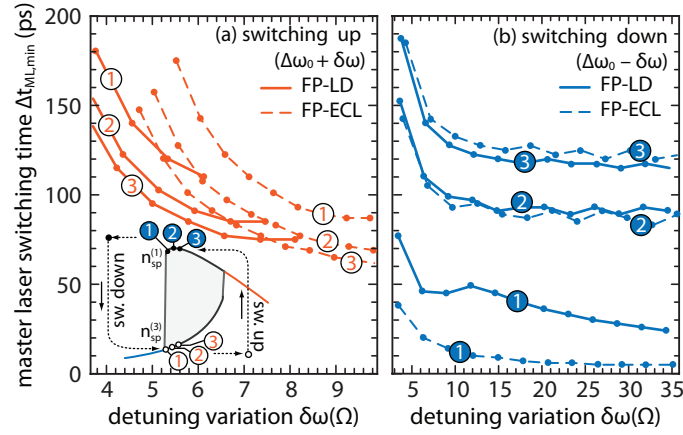 master laser switching time Δt_ML,min (ps)
200
150
100
50
0
(a) switching up
(Δω₀ + δω)
FP-LD
FP-ECL
1
2
3
1
2
3
1 2 3
n_sp^(1)
n_sp^(3)
sw. down
sw. up
3
1 2
4 5 6 7 8 9
detuning variation δω(Ω)
(b) switching down
(Δω₀ − δω)
FP-LD
FP-ECL
3
3
2
2
1
1
5 10 15 20 25 30 35
detuning variation δω(Ω)